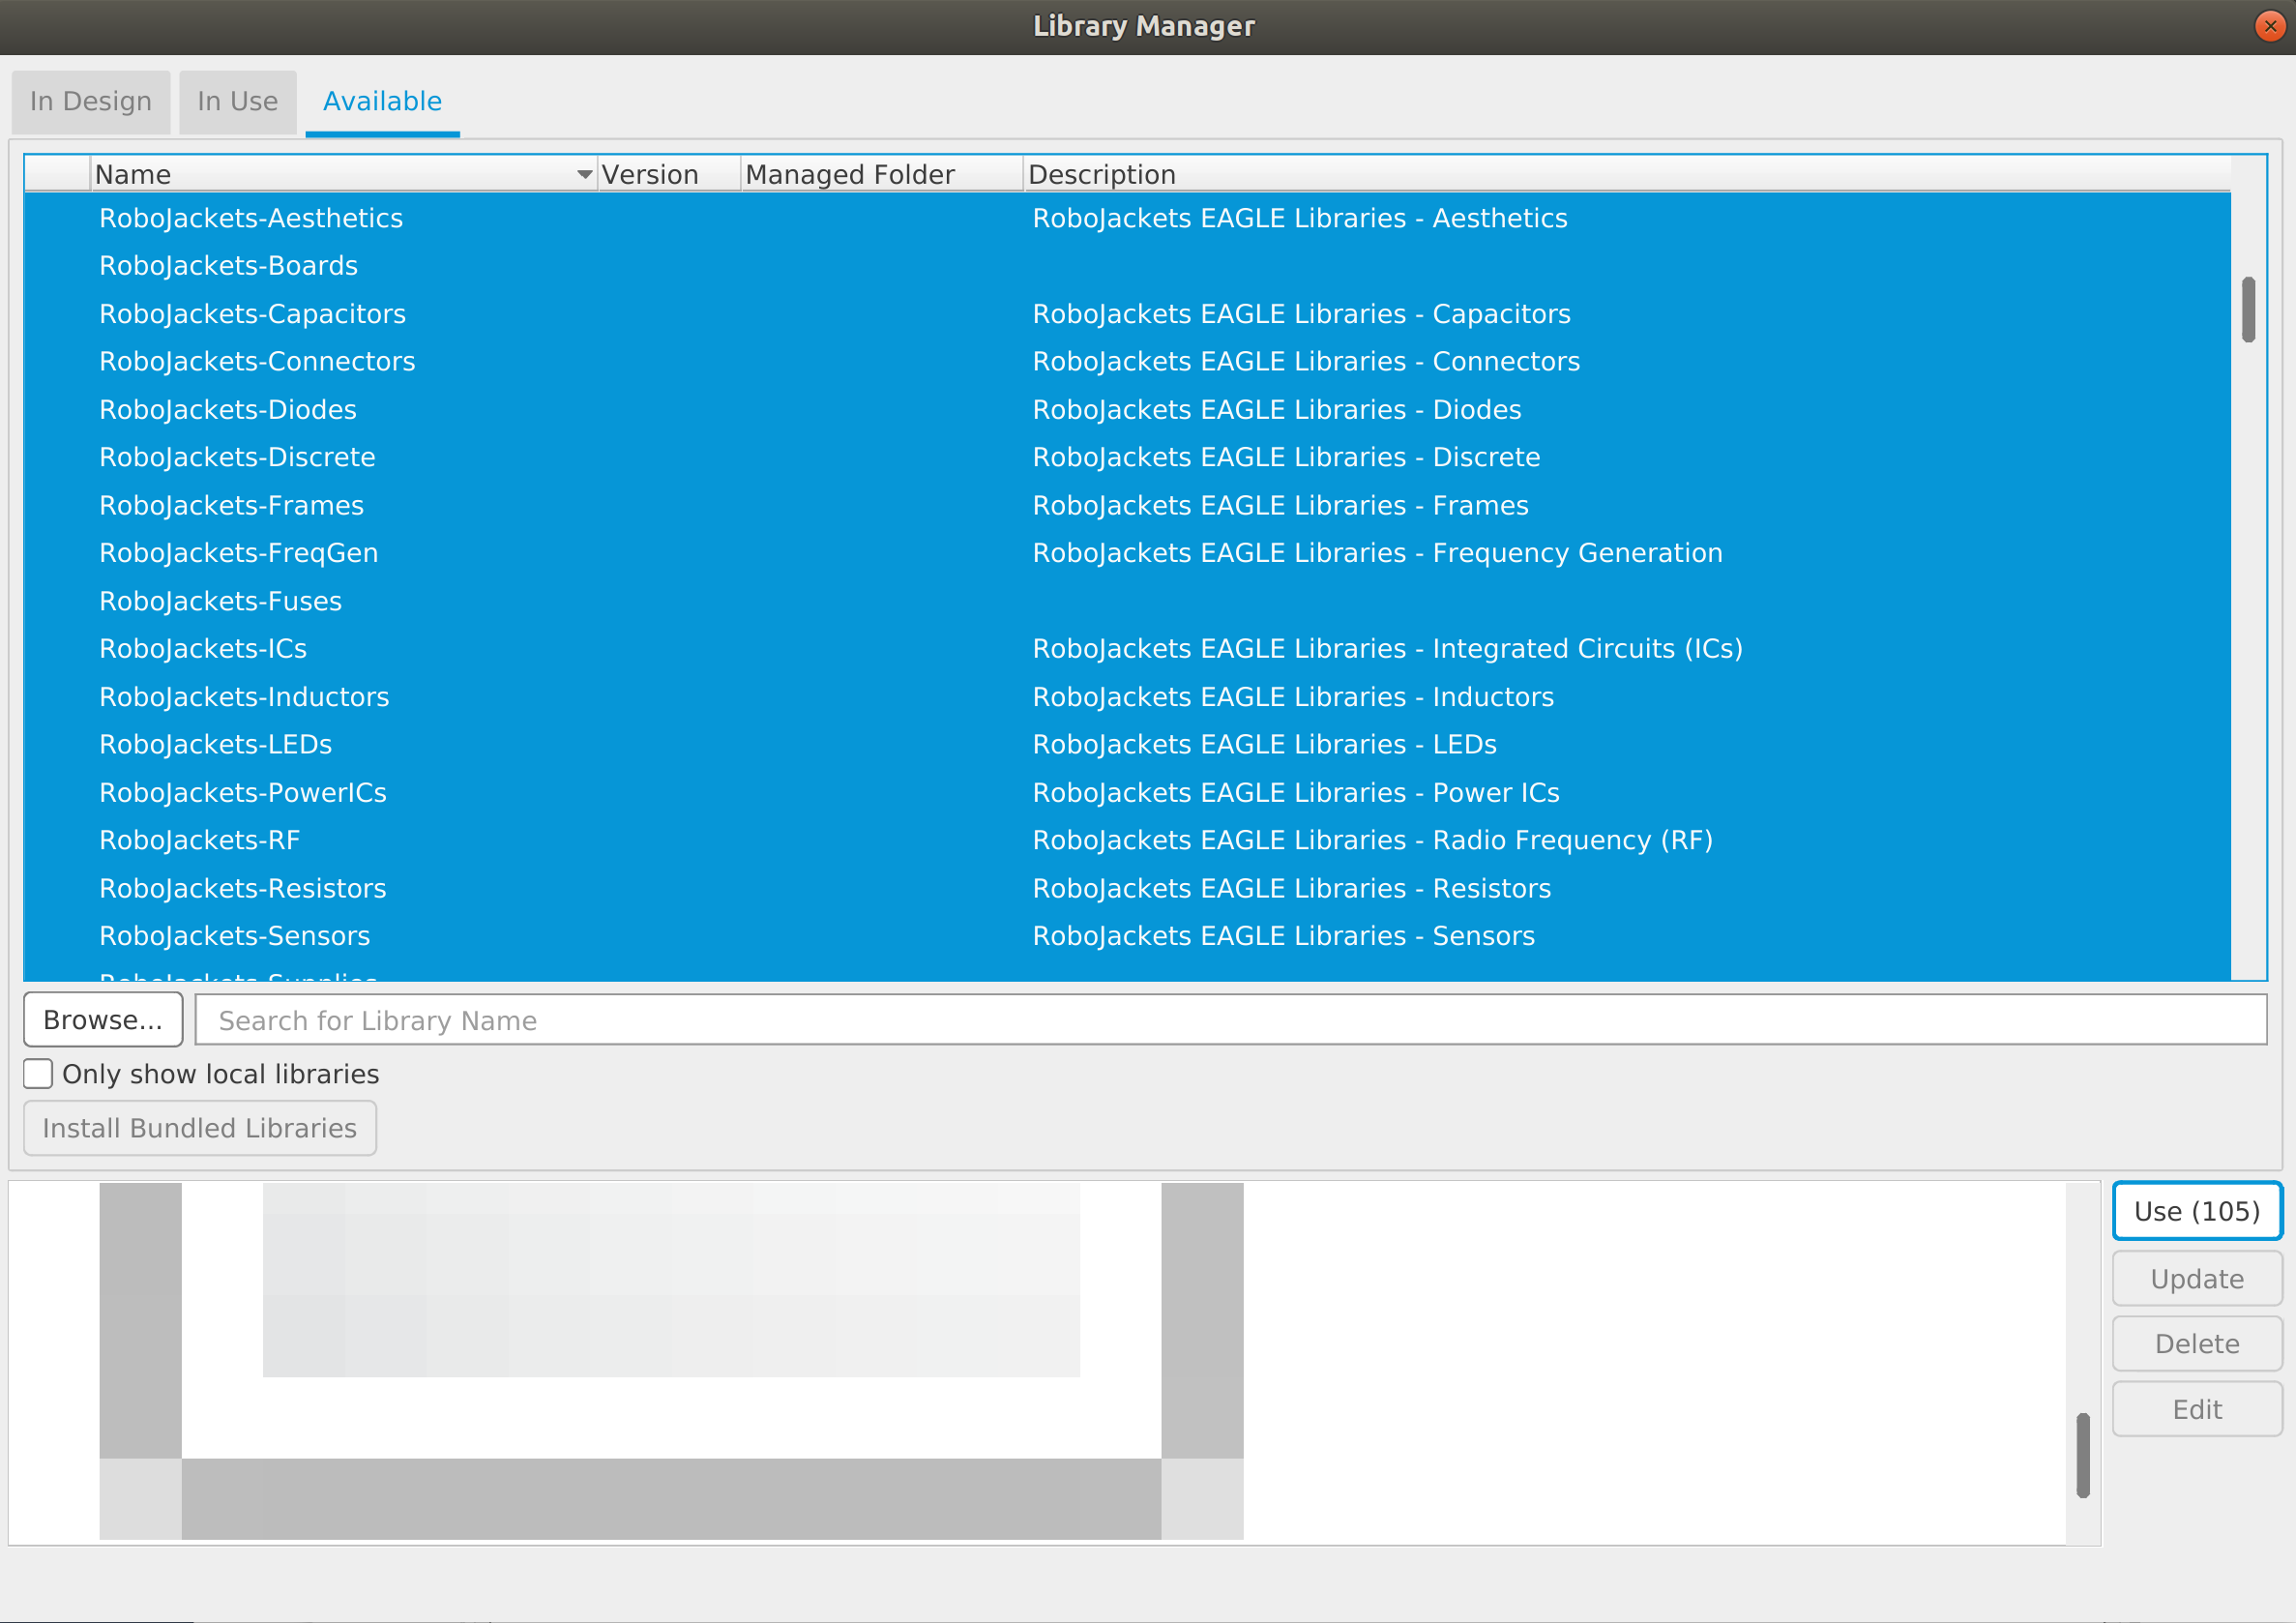 Library Manager
In Design In Use Available
Name Version Managed Folder Description
RoboJackets-Aesthetics RoboJackets EAGLE Libraries - Aesthetics
RoboJackets-Boards
RoboJackets-Capacitors RoboJackets EAGLE Libraries - Capacitors
RoboJackets-Connectors RoboJackets EAGLE Libraries - Connectors
RoboJackets-Diodes RoboJackets EAGLE Libraries - Diodes
RoboJackets-Discrete RoboJackets EAGLE Libraries - Discrete
RoboJackets-Frames RoboJackets EAGLE Libraries - Frames
RoboJackets-FreqGen RoboJackets EAGLE Libraries - Frequency Generation
RoboJackets-Fuses
RoboJackets-ICs RoboJackets EAGLE Libraries - Integrated Circuits (ICs)
RoboJackets-Inductors RoboJackets EAGLE Libraries - Inductors
RoboJackets-LEDs RoboJackets EAGLE Libraries - LEDs
RoboJackets-PowerICs RoboJackets EAGLE Libraries - Power ICs
RoboJackets-RF RoboJackets EAGLE Libraries - Radio Frequency (RF)
RoboJackets-Resistors RoboJackets EAGLE Libraries - Resistors
RoboJackets-Sensors RoboJackets EAGLE Libraries - Sensors
RoboJackets-Supplies
Browse... Search for Library Name
Only show local libraries
Install Bundled Libraries
Use (105)
Update
Delete
Edit